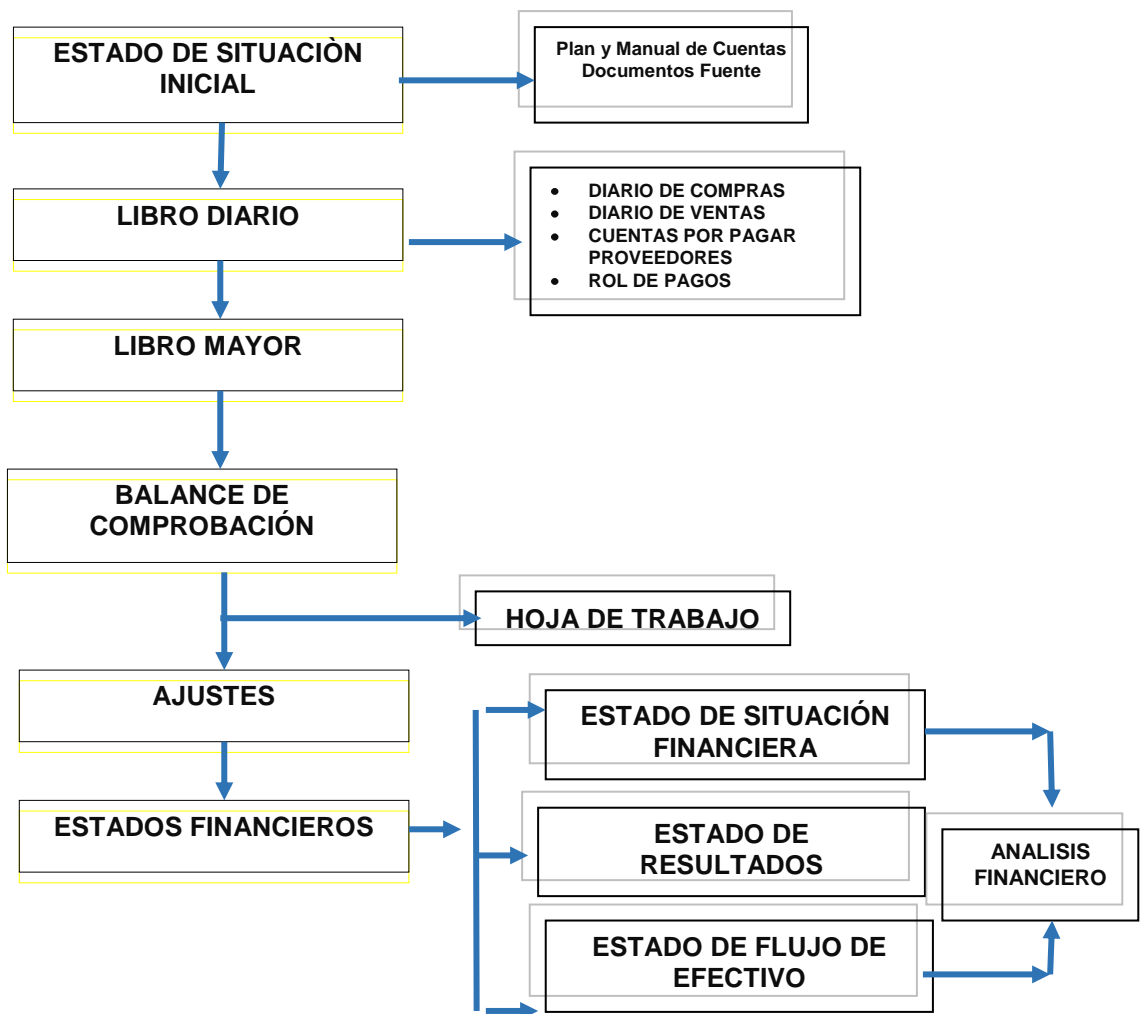 ESTADO DE SITUACIÒN
INICIAL
Plan y Manual de Cuentas
Documentos Fuente
LIBRO DIARIO
• DIARIO DE COMPRAS
• DIARIO DE VENTAS
• CUENTAS POR PAGAR
PROVEEDORES
• ROL DE PAGOS
LIBRO MAYOR
BALANCE DE
COMPROBACIÓN
HOJA DE TRABAJO
AJUSTES
ESTADOS FINANCIEROS
ESTADO DE SITUACIÓN
FINANCIERA
ESTADO DE
RESULTADOS
ESTADO DE FLUJO DE
EFECTIVO
ANALISIS
FINANCIERO